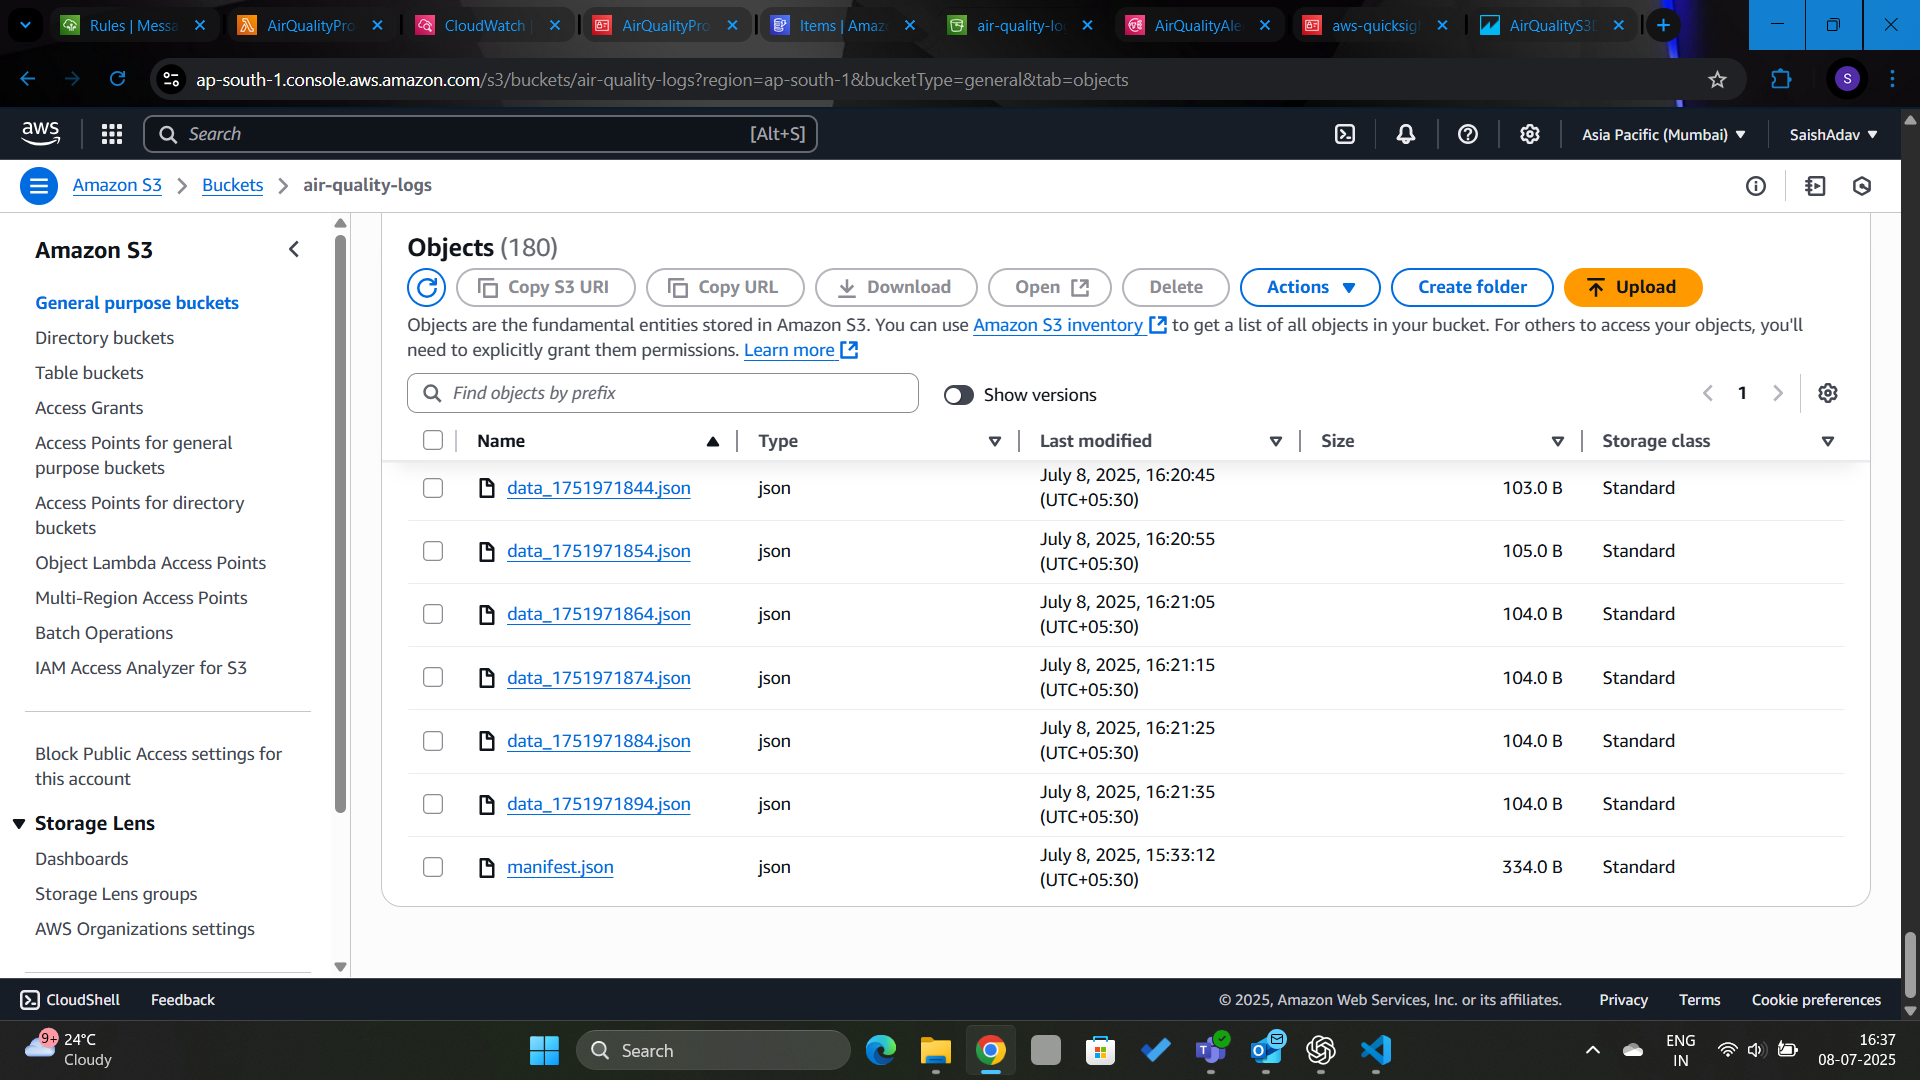 Rules | Messa
AirQualityPro
CloudWatch |
AirQualityPro
Items | Amaz
air-quality-lo
AirQualityAle
aws-quicksig
AirQualityS3
ap-south-1.console.aws.amazon.com/s3/buckets/air-quality-logs?region=ap-south-1&bucketType=general&tab=objects
S
aws
Search
[Alt+S]
Asia Pacific (Mumbai)
SaishAdav
Amazon S3
Buckets
air-quality-logs
Amazon S3
General purpose buckets
Directory buckets
Table buckets
Access Grants
Access Points for general
purpose buckets
Access Points for directory
buckets
Object Lambda Access Points
Multi-Region Access Points
Batch Operations
IAM Access Analyzer for S3
Block Public Access settings for
this account
Storage Lens
Dashboards
Storage Lens groups
AWS Organizations settings
Objects (180)
Copy S3 URI
Copy URL
Download
Open
Delete
Actions
Create folder
Upload
Objects are the fundamental entities stored in Amazon S3. You can use Amazon S3 inventory to get a list of all objects in your bucket. For others to access your objects, you'll
need to explicitly grant them permissions. Learn more
Find objects by prefix
Show versions
1
Name Type Last modified Size Storage class
data_1751971844.json json July 8, 2025, 16:20:45 (UTC+05:30) 103.0 B Standard
data_1751971854.json json July 8, 2025, 16:20:55 (UTC+05:30) 105.0 B Standard
data_1751971864.json json July 8, 2025, 16:21:05 (UTC+05:30) 104.0 B Standard
data_1751971874.json json July 8, 2025, 16:21:15 (UTC+05:30) 104.0 B Standard
data_1751971884.json json July 8, 2025, 16:21:25 (UTC+05:30) 104.0 B Standard
data_1751971894.json json July 8, 2025, 16:21:35 (UTC+05:30) 104.0 B Standard
manifest.json json July 8, 2025, 15:33:12 (UTC+05:30) 334.0 B Standard
CloudShell
Feedback
© 2025, Amazon Web Services, Inc. or its affiliates.
Privacy
Terms
Cookie preferences
9+
24°C
Cloudy
Search
ENG
IN
16:37
08-07-2025